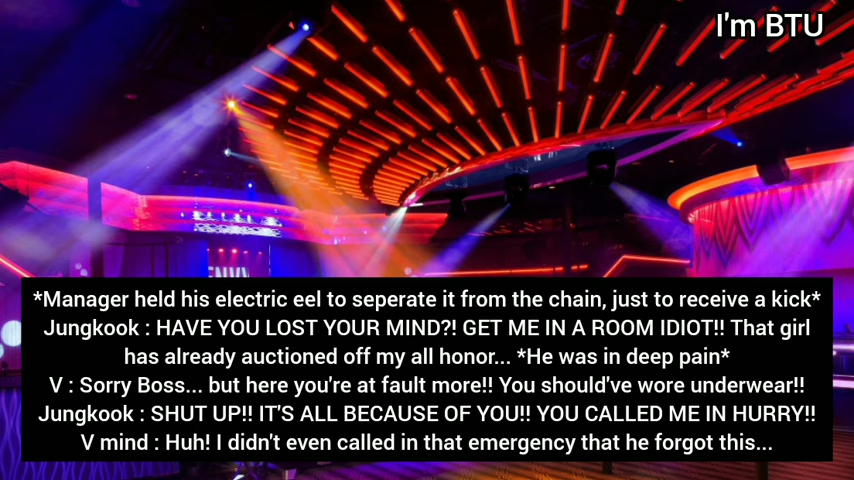 I'm BTU
*Manager held his electric eel to seperate it from the chain, just to receive a kick*
Jungkook : HAVE YOU LOST YOUR MIND?! GET ME IN A ROOM IDIOT!! That girl
has already auctioned off my all honor... *He was in deep pain*
V : Sorry Boss... but here you're at fault more!! You should've wore underwear!!
Jungkook : SHUT UP!! IT'S ALL BECAUSE OF YOU!! YOU CALLED ME IN HURRY!!
V mind : Huh! I didn't even called in that emergency that he forgot this...